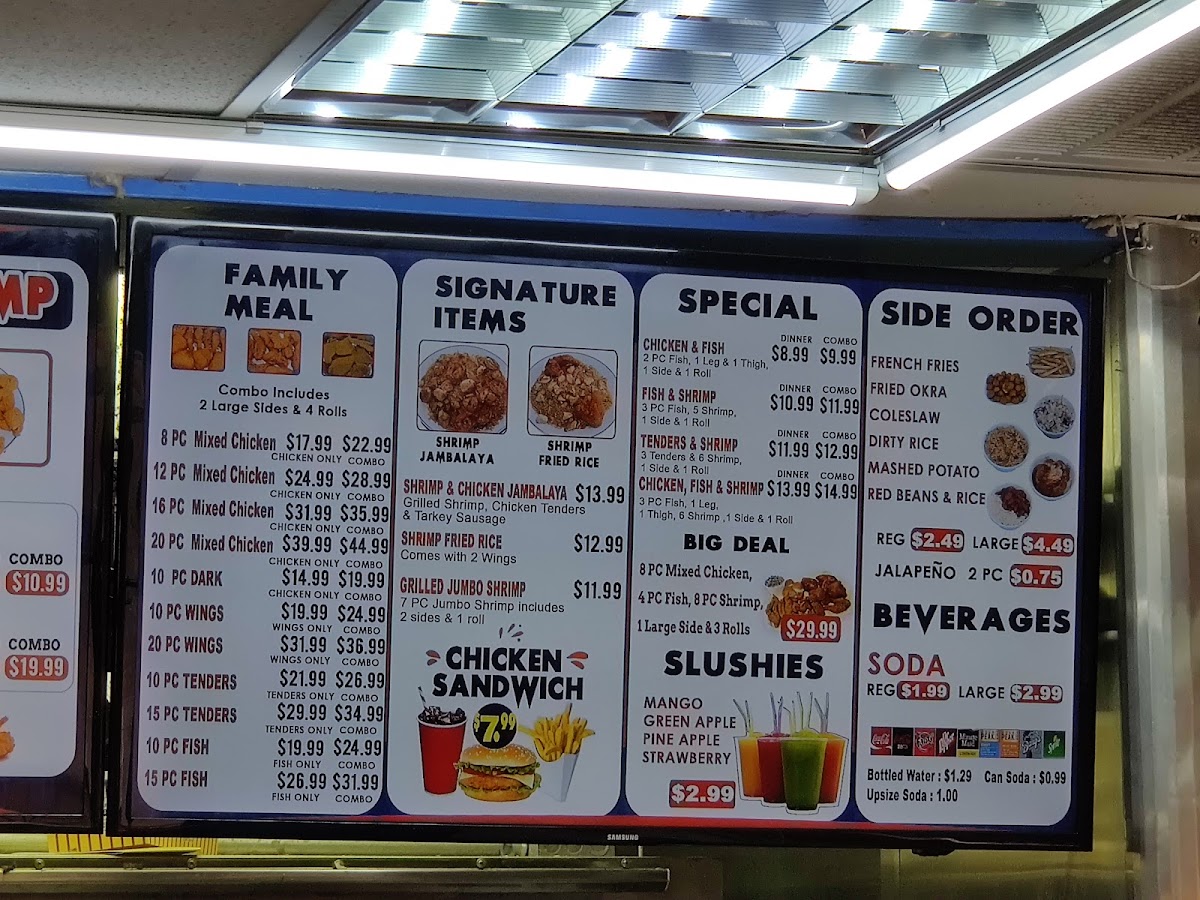 MP
COMBO
$10.99
COMBO
$19.99
FAMILY
MEAL
Combo Includes
2 Large Sides & 4 Rolls
8 PC Mixed Chicken $17.99 $22.99
CHICKEN ONLY COMBO
12 PC Mixed Chicken $24.99 $28.99
CHICKEN ONLY COMBO
16 PC Mixed Chicken $31.99 $35.99
CHICKEN ONLY COMBO
20 PC Mixed Chicken $39.99 $44.99
CHICKEN ONLY COMBO
10 PC DARK $14.99 $19.99
CHICKEN ONLY COMBO
10 PC WINGS $19.99 $24.99
WINGS ONLY COMBO
20 PC WINGS $31.99 $36.99
WINGS ONLY COMBO
10 PC TENDERS $21.99 $26.99
TENDERS ONLY COMBO
15 PC TENDERS $29.99 $34.99
TENDERS ONLY COMBO
10 PC FISH $19.99 $24.99
FISH ONLY COMBO
15 PC FISH $26.99 $31.99
FISH ONLY COMBO
SIGNATURE
ITEMS
SHRIMP
JAMBALAYA
SHRIMP
FRIED RICE
SHRIMP & CHICKEN JAMBALAYA $13.99
Grilled Shrimp, Chicken Tenders
& Tarkey Sausage
SHRIMP FRIED RICE $12.99
Comes with 2 Wings
GRILLED JUMBO SHRIMP $11.99
7 PC Jumbo Shrimp includes
2 sides & 1 roll
CHICKEN
SANDWICH
$7.99
SPECIAL
DINNER COMBO
CHICKEN & FISH $8.99 $9.99
2 PC Fish, 1 Leg & 1 Thigh,
1 Side & 1 Roll
DINNER COMBO
FISH & SHRIMP $10.99 $11.99
3 PC Fish, 5 Shrimp,
1 Side & 1 Roll
DINNER COMBO
TENDERS & SHRIMP $11.99 $12.99
3 Tenders & 6 Shrimp,
1 Side & 1 Roll
DINNER COMBO
CHICKEN, FISH & SHRIMP $13.99 $14.99
3 PC Fish, 1 Leg,
1 Thigh, 6 Shrimp ,1 Side & 1 Roll
BIG DEAL
8 PC Mixed Chicken,
4 PC Fish, 8 PC Shrimp,
1 Large Side & 3 Rolls
$29.99
SLUSHIES
MANGO
GREEN APPLE
PINE APPLE
STRAWBERRY
$2.99
SIDE ORDER
FRENCH FRIES
FRIED OKRA
COLESLAW
DIRTY RICE
MASHED POTATO
RED BEANS & RICE
REG $2.49 LARGE $4.49
JALAPEÑO 2 PC $0.75
BEVERAGES
SODA
REG $1.99 LARGE $2.99
Bottled Water : $1.29 Can Soda : $0.99
Upsize Soda : 1.00
SAMSUNG